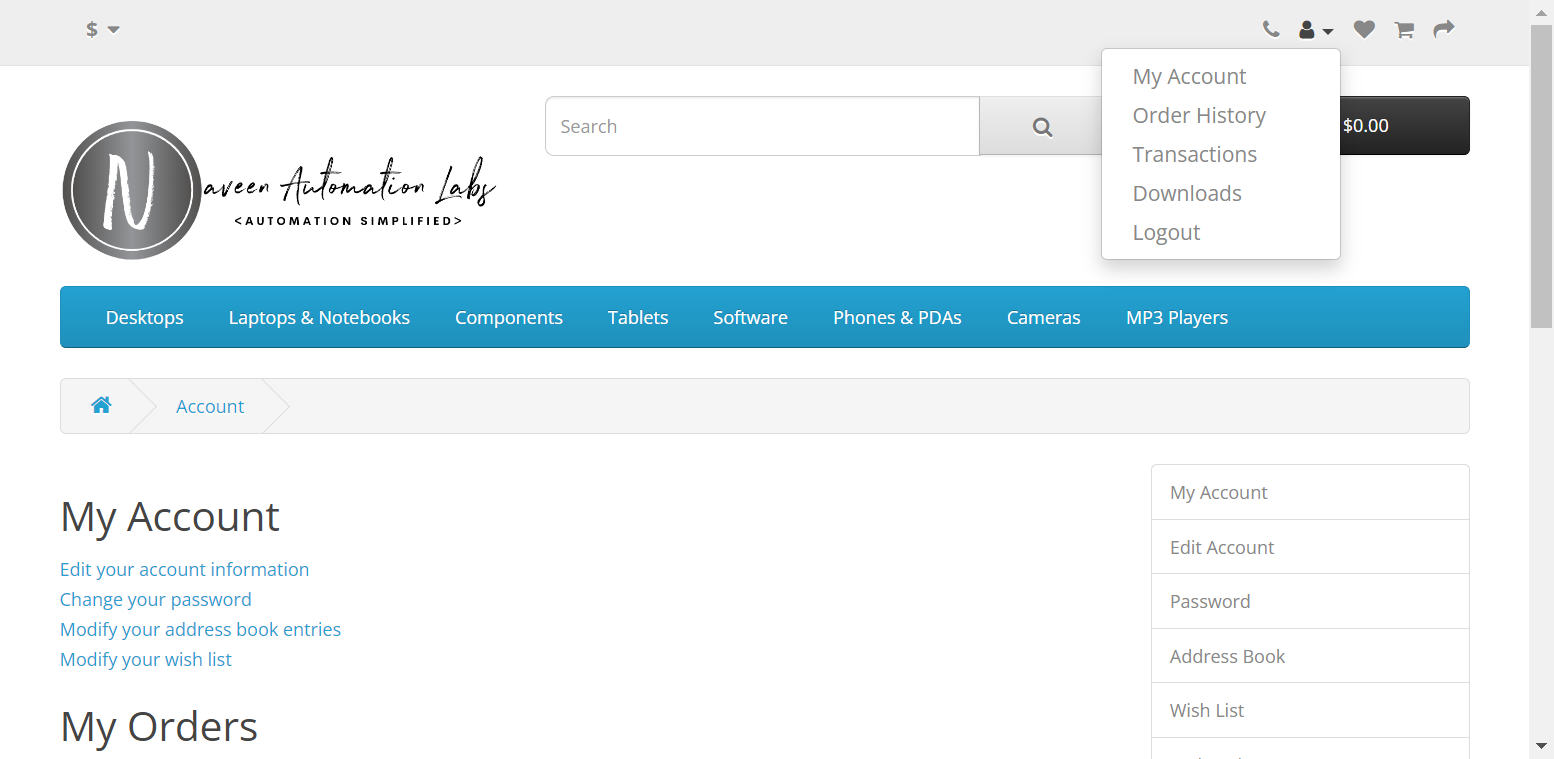 $
My Account
Order History
Transactions
Downloads
Logout
Search
$0.00
N
aveen Automation Labs
<AUTOMATION SIMPLIFIED>
Desktops Laptops & Notebooks Components Tablets Software Phones & PDAs Cameras MP3 Players
Account
My Account
Edit your account information
Change your password
Modify your address book entries
Modify your wish list
My Orders
My Account
Edit Account
Password
Address Book
Wish List